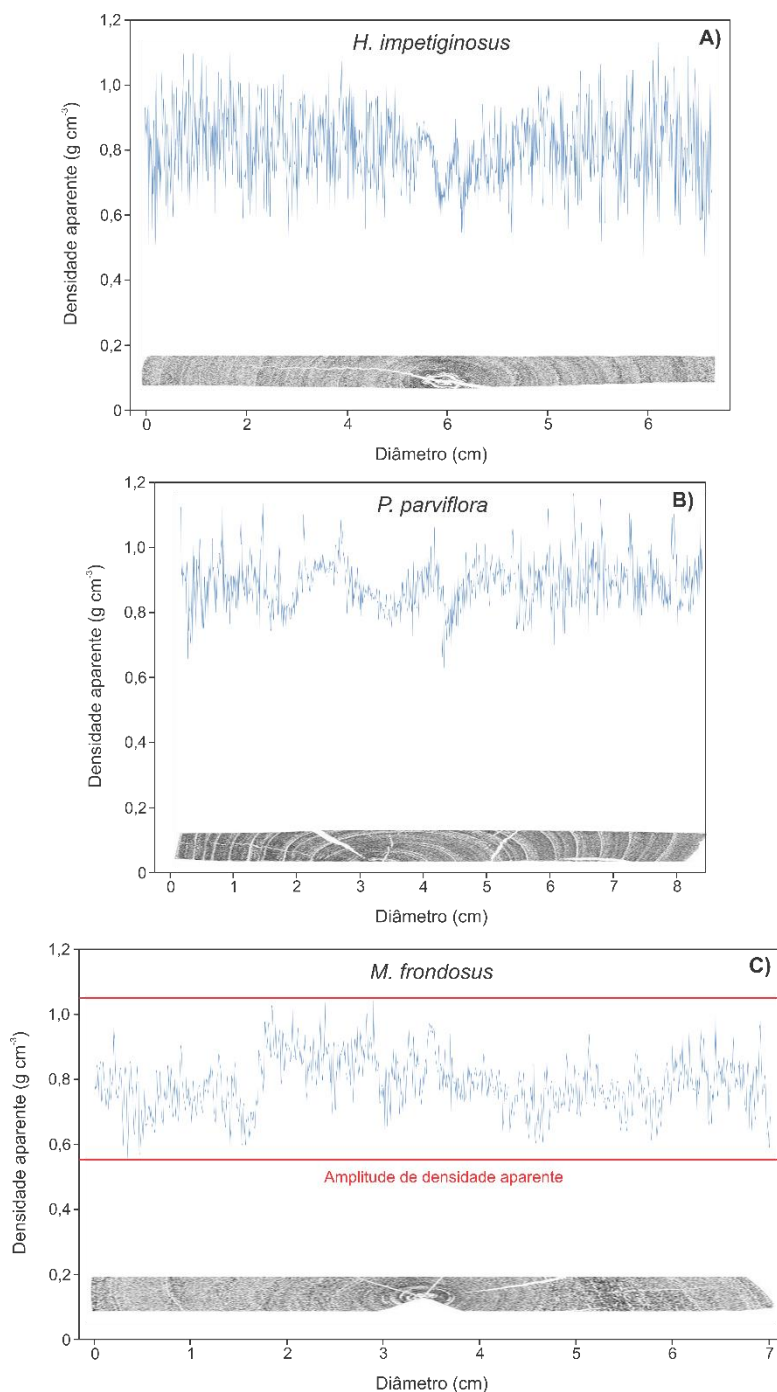 H. impetiginosus
A)
Densidade aparente (g cm⁻³)
1,2
1,0
0,8
0,6
0,4
0,2
0
0 2 4 6 5 6
Diâmetro (cm)
P. parviflora
B)
Densidade aparente (g cm⁻³)
1,2
1,0
0,8
0,6
0,4
0,2
0
0 1 2 3 4 5 6 7 8
Diâmetro (cm)
M. frondosus
C)
Densidade aparente (g cm⁻³)
1,2
1,0
0,8
0,6
0,4
0,2
0
Amplitude de densidade aparente
0 1 2 3 4 5 6 7
Diâmetro (cm)